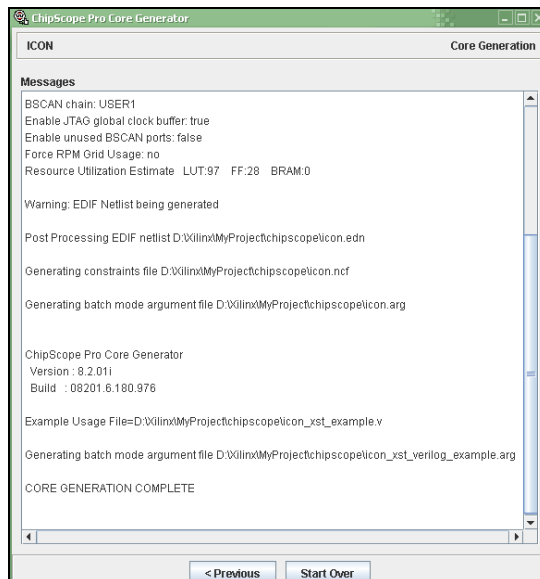 ChipScope Pro Core Generator
ICON Core Generation
Messages
BSCAN chain: USER1
Enable JTAG global clock buffer: true
Enable unused BSCAN ports: false
Force RPM Grid Usage: no
Resource Utilization Estimate LUT:97 FF:28 BRAM:0
Warning: EDIF Netlist being generated
Post Processing EDIF netlist D:\Xilinx\MyProject\chipscope\icon.edn
Generating constraints file D:\Xilinx\MyProject\chipscope\icon.ncf
Generating batch mode argument file D:\Xilinx\MyProject\chipscope\icon.arg
ChipScope Pro Core Generator
Version : 8.2.01i
Build : 08201.6.180.976
Example Usage File=D:\Xilinx\MyProject\chipscope\icon_xst_example.v
Generating batch mode argument file D:\Xilinx\MyProject\chipscope\icon_xst_verilog_example.arg
CORE GENERATION COMPLETE
< Previous Start Over